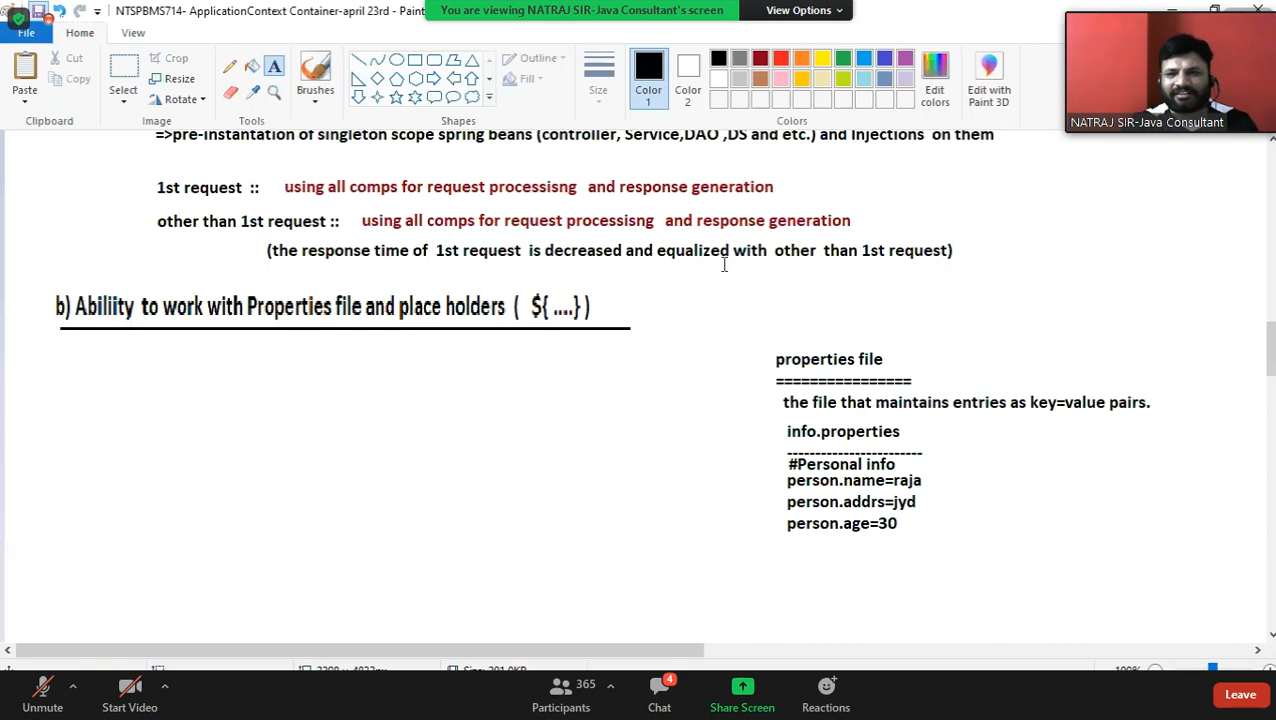 NTSPBMS714- ApplicationContext Container-april 23rd - Paint
You are viewing NATRAJ SIR-Java Consultant's screen
View Options
File
Home
View
Paste
Cut
Copy
Clipboard
Select
Crop
Resize
Rotate
Image
Tools
Brushes
Shapes
Outline
Fill
Size
Color
1
Color
2
Edit
colors
Colors
Edit with
Paint 3D
NATRAJ SIR-Java Consultant
=>pre-instantation of singleton scope spring beans (controller, Service,DAO ,DS and etc.) and Injections on them
1st request :: using all comps for request processisng and response generation
other than 1st request :: using all comps for request processisng and response generation
(the response time of 1st request is decreased and equalized with other than 1st request)
b) Abiliity to work with Properties file and place holders ( ${ ....} )
properties file
================
the file that maintains entries as key=value pairs.
info.properties
------------------------
#Personal info
person.name=raja
person.addrs=jyd
person.age=30
100%
Unmute
Start Video
365
Participants
4
Chat
Share Screen
Reactions
Leave